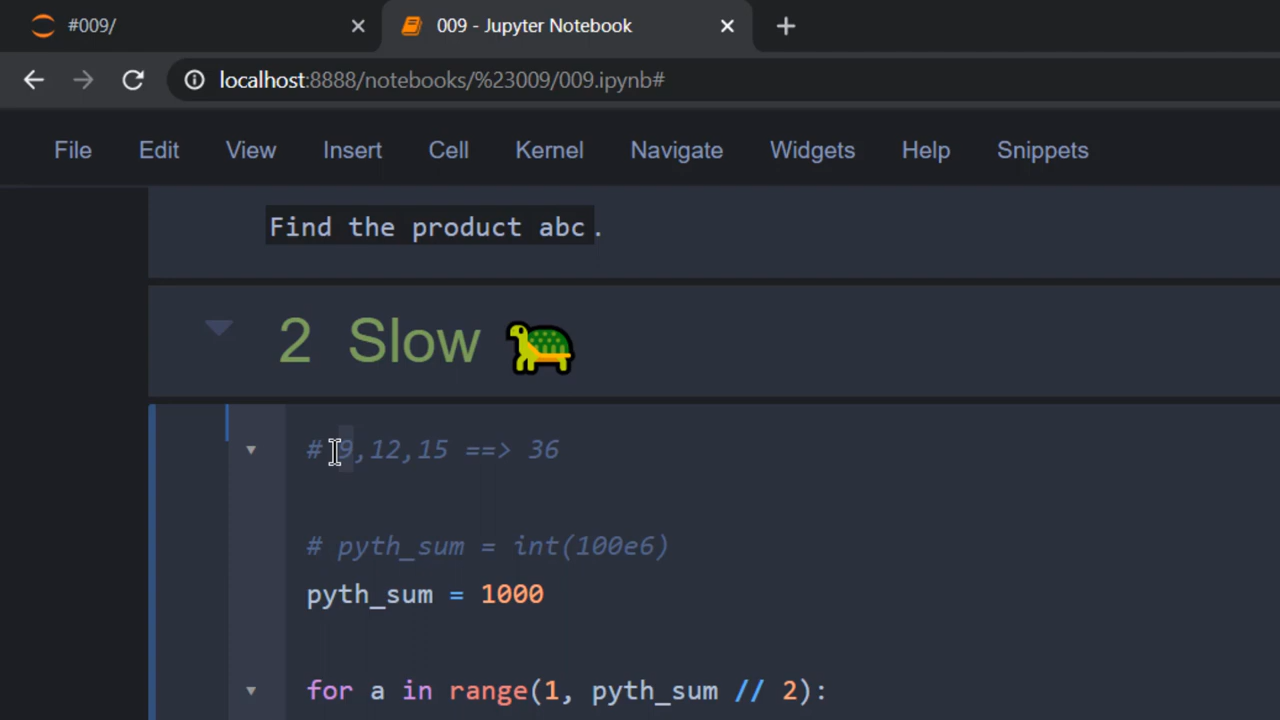 #009/
009 - Jupyter Notebook
localhost:8888/notebooks/%23009/009.ipynb#
File Edit View Insert Cell Kernel Navigate Widgets Help Snippets
Find the product abc.
2 Slow
# 9,12,15 ==> 36
# pyth_sum = int(100e6)
pyth_sum = 1000
for a in range(1, pyth_sum // 2):